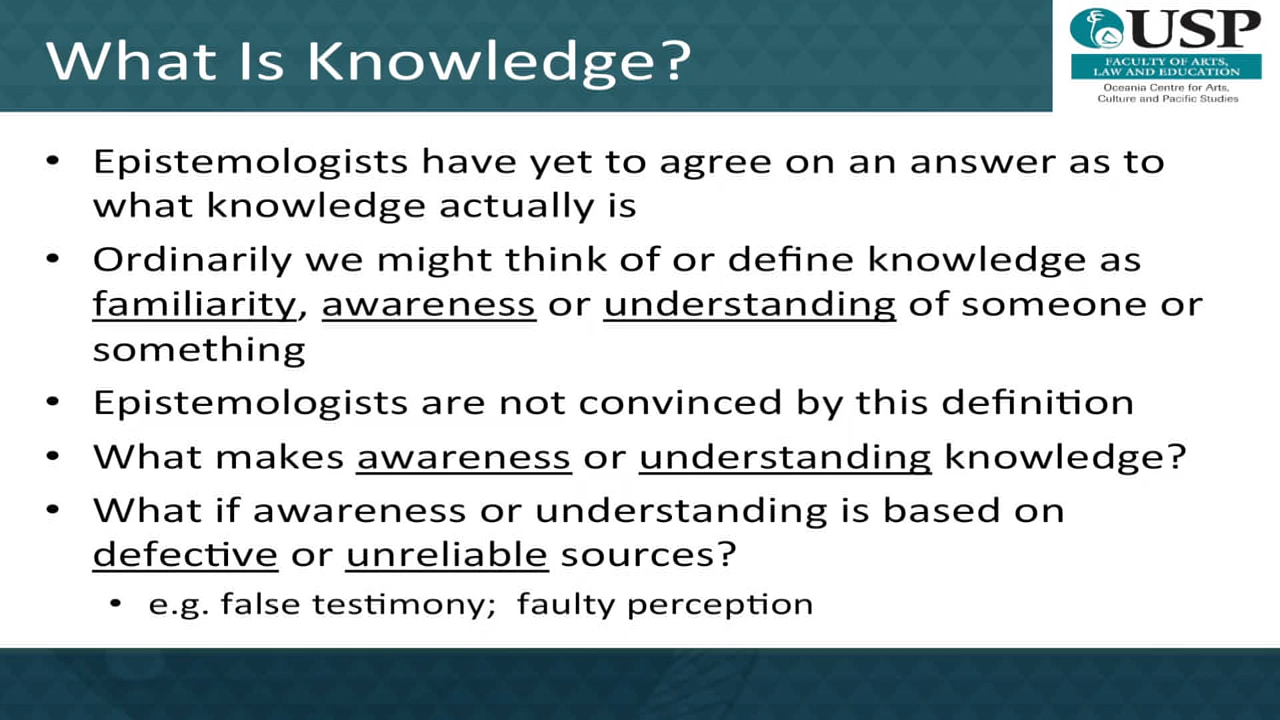 What Is Knowledge?
USP
FACULTY OF ARTS,
LAW AND EDUCATION
Oceania Centre for Arts,
Culture and Pacific Studies
• Epistemologists have yet to agree on an answer as to
what knowledge actually is
• Ordinarily we might think of or define knowledge as
familiarity, awareness or understanding of someone or
something
• Epistemologists are not convinced by this definition
• What makes awareness or understanding knowledge?
• What if awareness or understanding is based on
defective or unreliable sources?
• e.g. false testimony; faulty perception